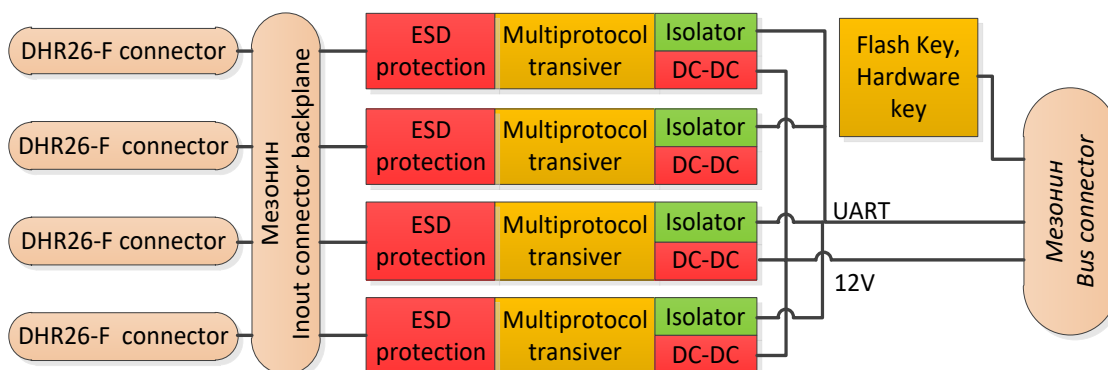 DHR26-F connector
DHR26-F connector
DHR26-F connector
DHR26-F connector
Мезонин
Inout connector backplane
ESD
protection
Multiprotocol
transiver
Isolator
DC-DC
ESD
protection
Multiprotocol
transiver
Isolator
DC-DC
ESD
protection
Multiprotocol
transiver
Isolator
DC-DC
ESD
protection
Multiprotocol
transiver
Isolator
DC-DC
Flash Key,
Hardware
key
UART
12V
Мезонин
Bus connector